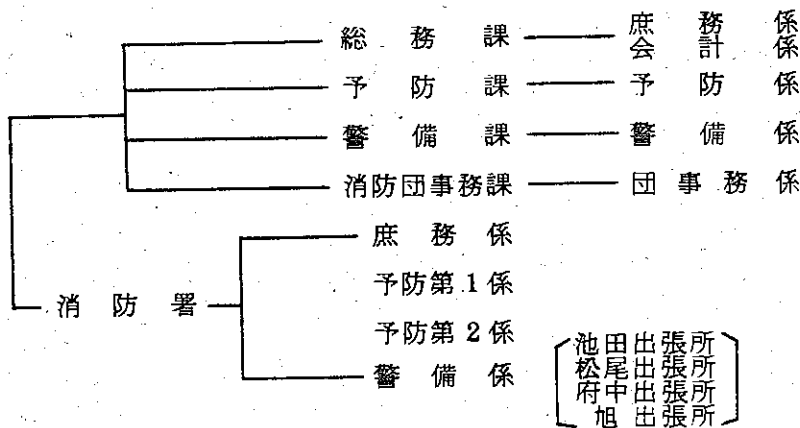 総務課 庶務係
会計係
予防課 予防係
警備課 警備係
消防団事務課 団事務係
庶務係
予防第1係
消防署
予防第2係
警備係
池田出張所
松尾出張所
府中出張所
旭出張所